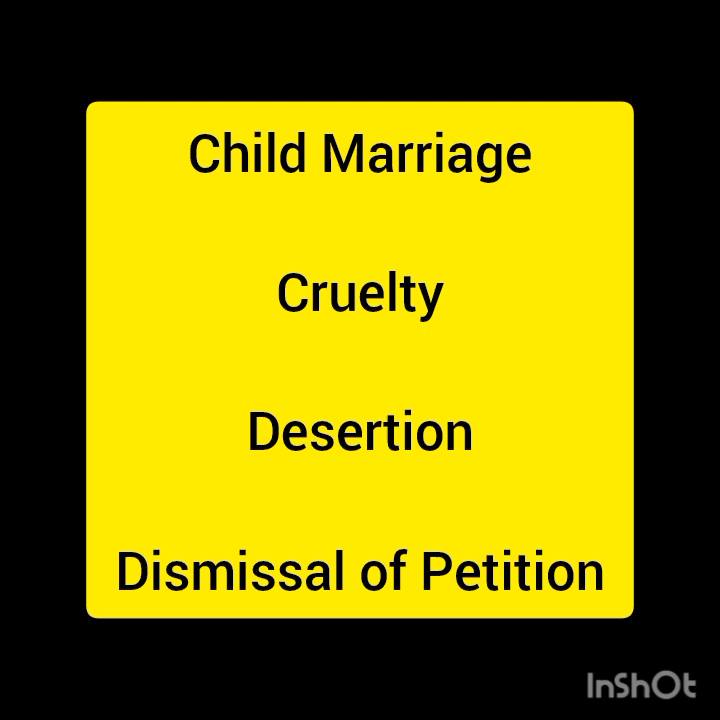 Child Marriage
Cruelty
Desertion
Dismissal of Petition
InShOt